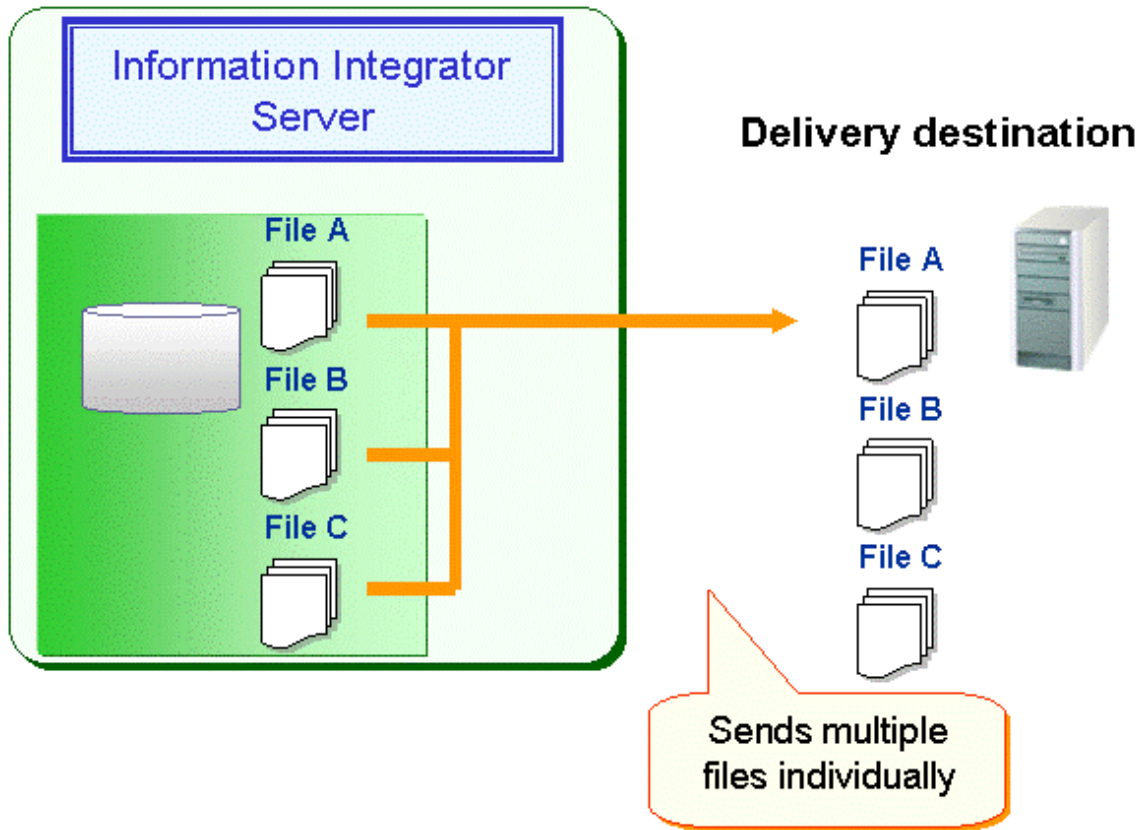 Information Integrator
Server
Delivery destination
File A
File B
File C
File A
File B
File C
Sends multiple
files individually